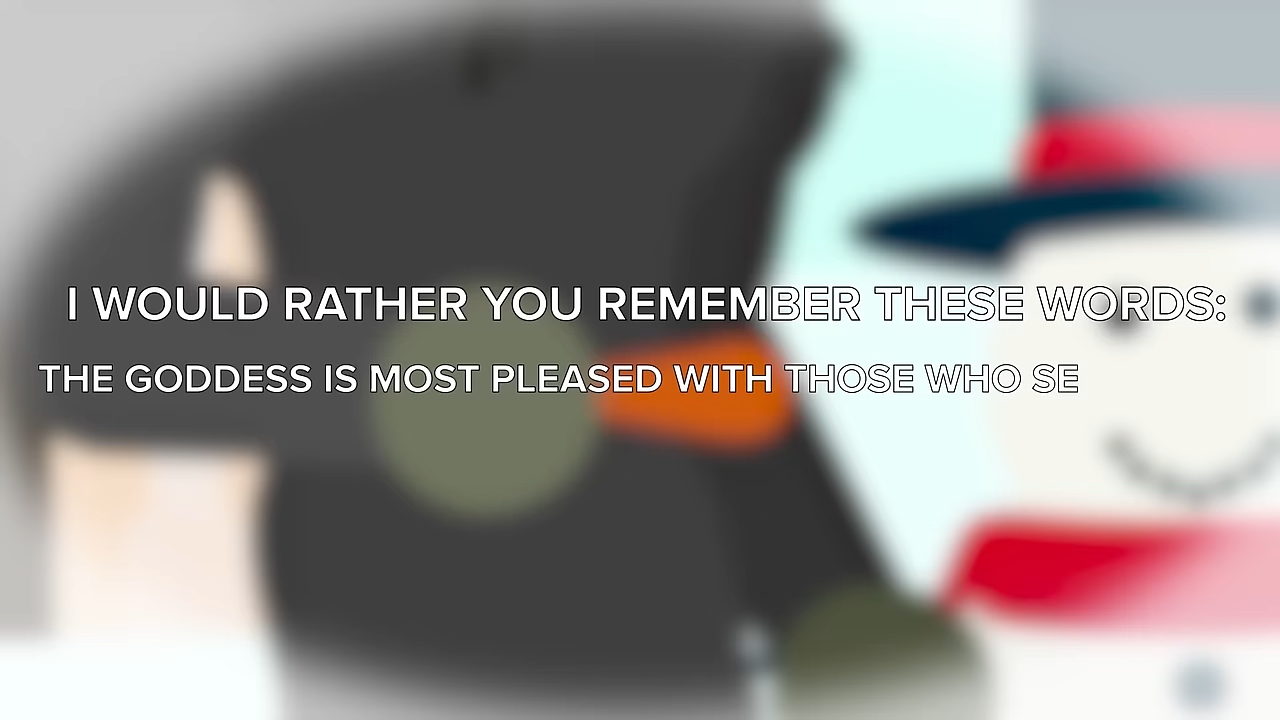 I WOULD RATHER YOU REMEMBER THESE WORDS:
THE GODDESS IS MOST PLEASED WITH THOSE WHO SE